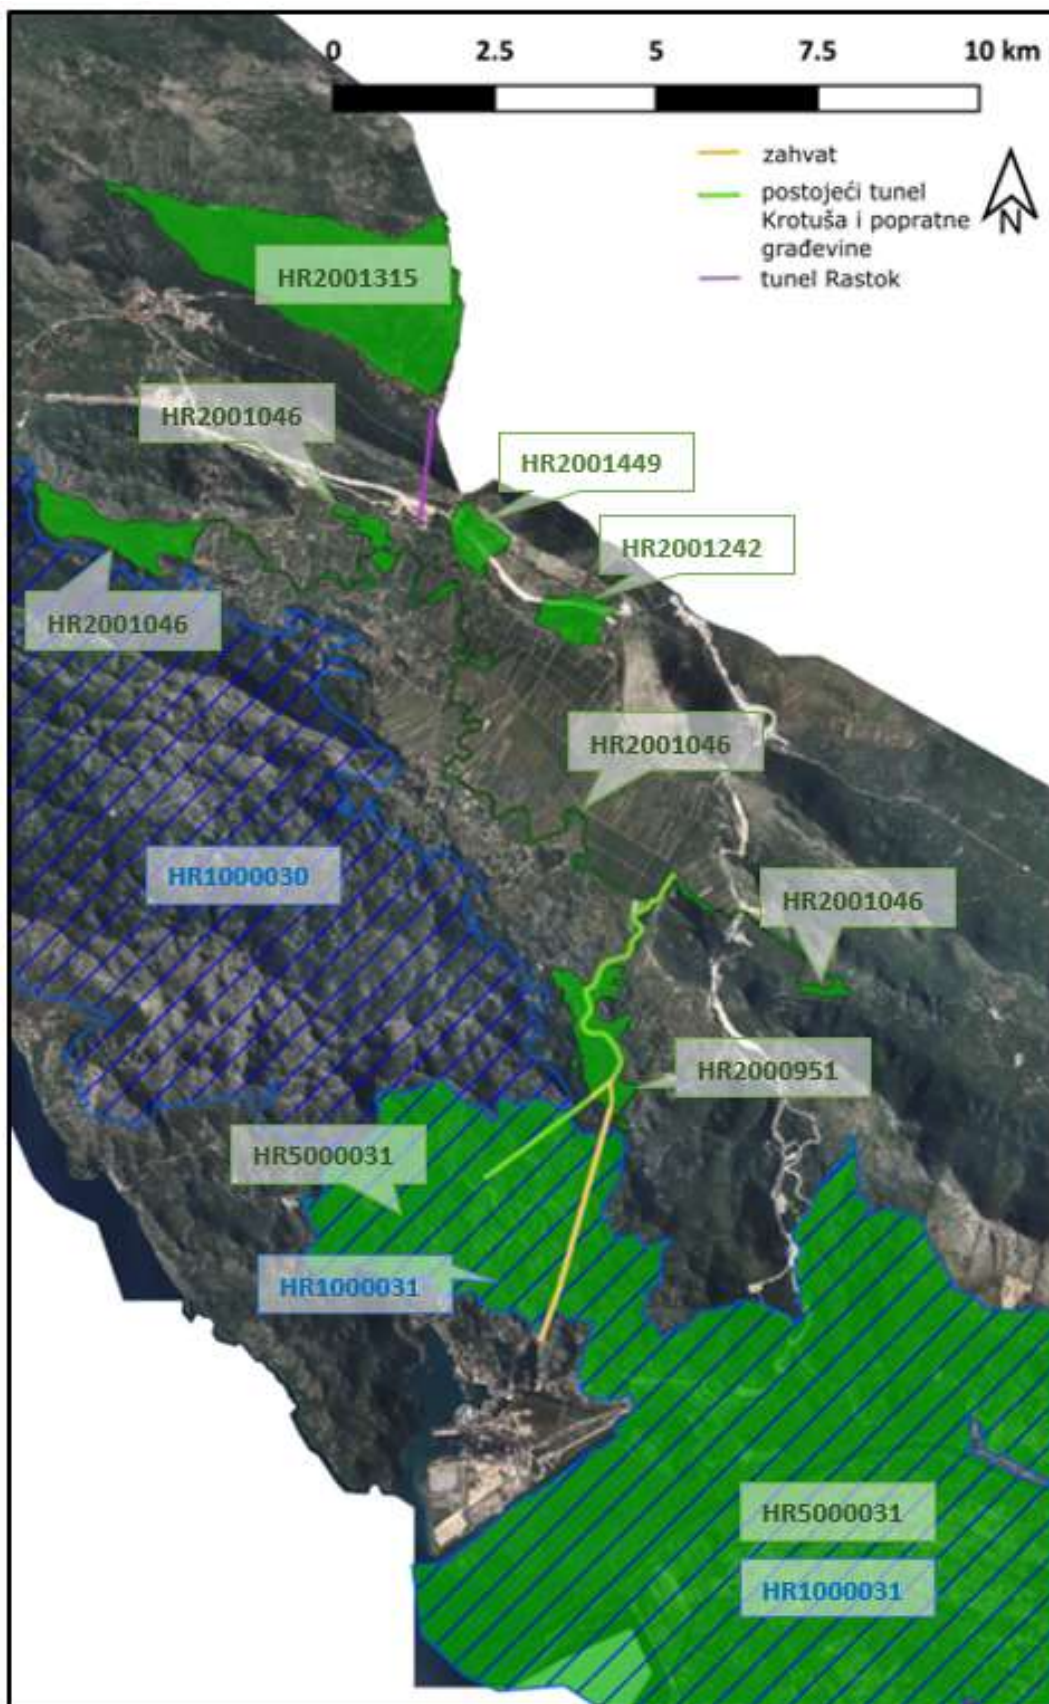 0 2.5 5 7.5 10 km
zahvat
postojeći tunel
Krotuša i popratne
građevine
tunel Rastok
N
HR2001315
HR2001046
HR2001449
HR2001242
HR2001046
HR2001046
HR1000030
HR2001046
HR2000951
HR5000031
HR1000031
HR5000031
HR1000031